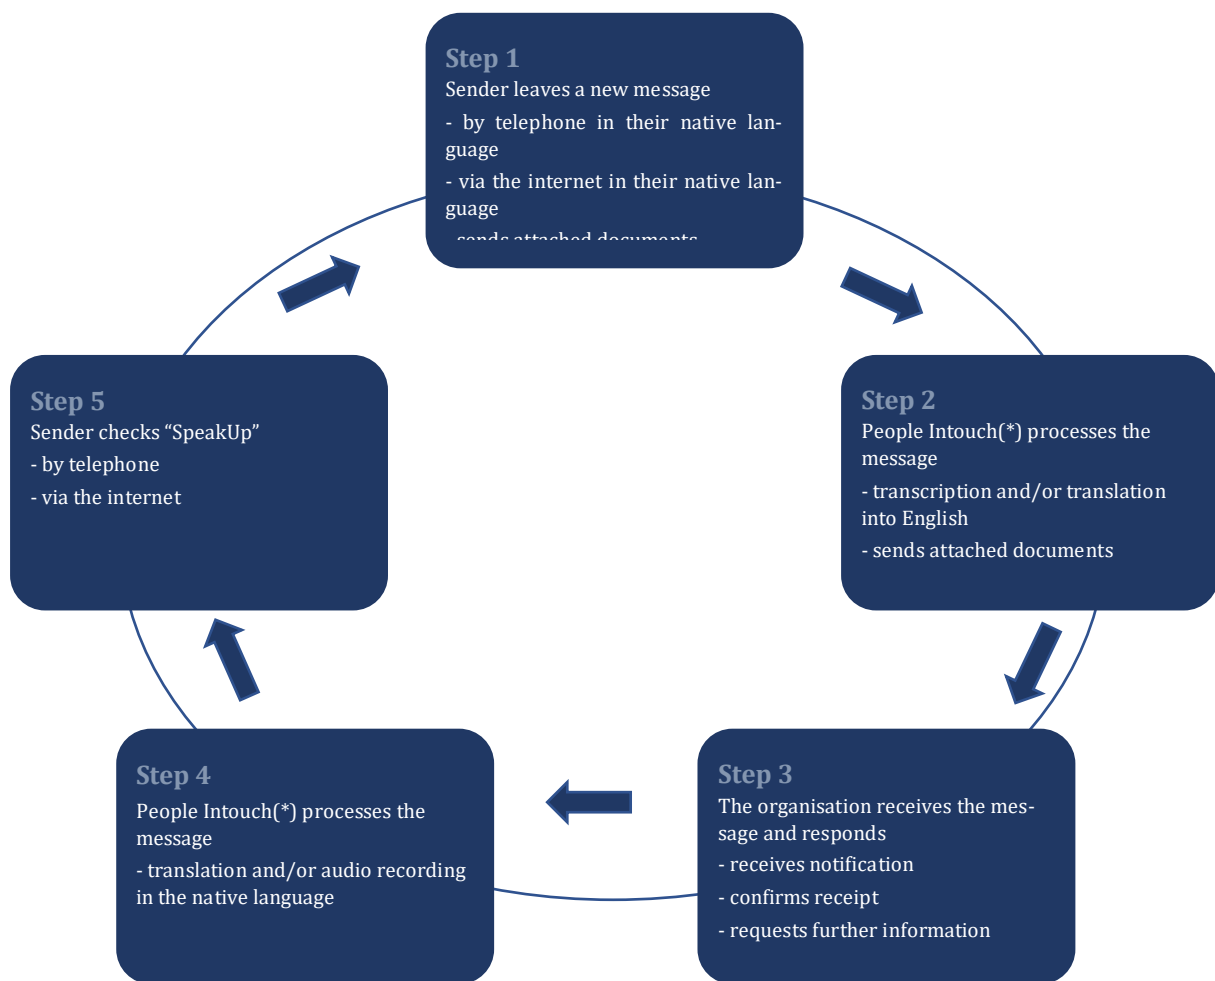 Step 1
Sender leaves a new message
- by telephone in their native lan-
guage
- via the internet in their native lan-
guage
- sends attached documents
Step 2
People Intouch(*) processes the
message
- transcription and/or translation
into English
- sends attached documents
Step 3
The organisation receives the mes-
sage and responds
- receives notification
- confirms receipt
- requests further information
Step 4
People Intouch(*) processes the
message
- translation and/or audio recording
in the native language
Step 5
Sender checks “SpeakUp”
- by telephone
- via the internet